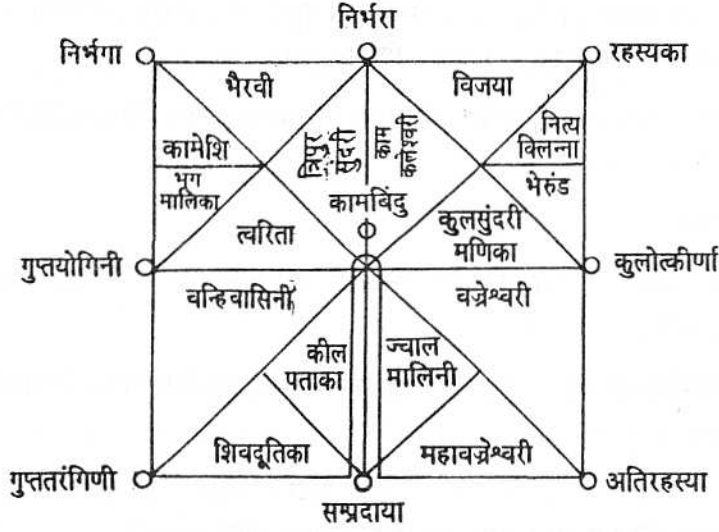 निर्भरा
निर्भगा
रहस्यका
भैरवी
विजया
कामेशि
त्रिपुर
सुंदरी
काम
कलेश्वरी
नित्य
क्लिन्ना
भृग
मालिका
भेरुंड
कामबिंदु
त्वरिता
कुलसुंदरी
मणिका
गुप्तयोगिनी
कुलोत्कीर्णा
वन्हिवासिनी
वज्रेश्वरी
कील
पताका
ज्वाल
मालिनी
शिवदूतिका
महावज्रेश्वरी
गुप्ततरंगिणी
अतिरहस्या
सम्प्रदाया